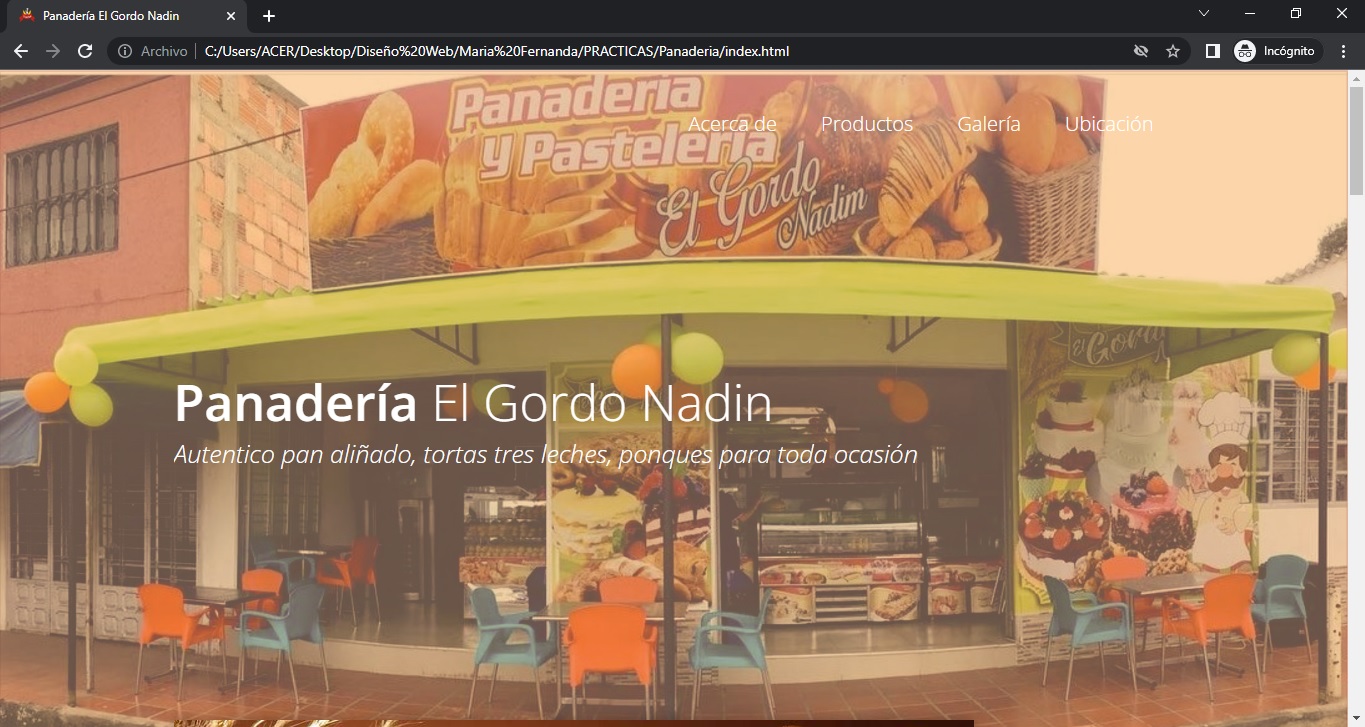 Panadería El Gordo Nadin
Archivo
C:/Users/ACER/Desktop/Diseño%20Web/Maria%20Fernanda/PRACTICAS/Panaderia/index.html
Incógnito
Panadería
y Pastelería
El Gordo
Nadim
Acerca de Productos Galería Ubicación
El Gordo
Panadería El Gordo Nadin
Autentico pan aliñado, tortas tres leches, ponques para toda ocasión